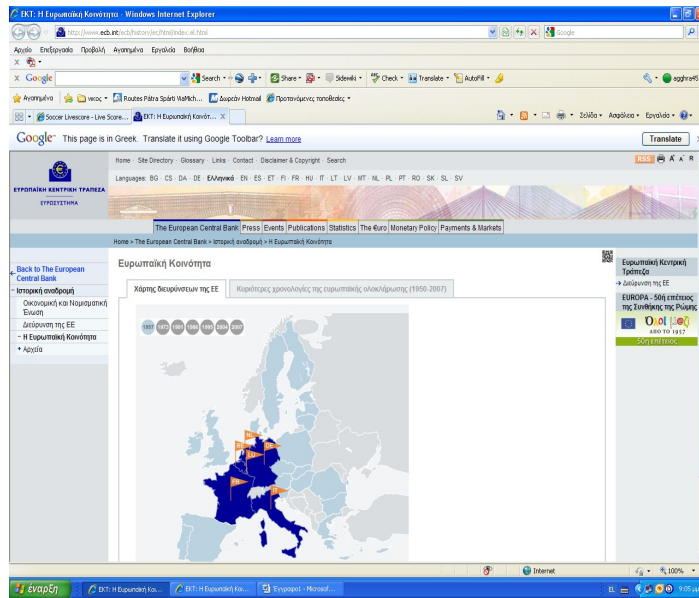 ΕΚΤ: Η Ευρωπαϊκή Κοινότητα - Windows Internet Explorer
http://www.ecb.int/ecb/history/ec/html/index.el.html
Google
Αρχείο Επεξεργασία Προβολή Αγαπημένα Εργαλεία Βοήθεια
X
X Google Search Share Sidewiki Check Translate AutoFill agghra45
Αγαπημένα νικος Routes Pátra Spárti ViaMich... Δωρεάν Hotmail Προτεινόμενες τοποθεσίες
Soccer Livescore - Live Score... ΕΚΤ: Η Ευρωπαϊκή Κοινότ... X Σελίδα Ασφάλεια Εργαλεία
Google This page is in Greek. Translate it using Google Toolbar? Learn more Translate
Home · Site Directory · Glossary · Links · Contact · Disclaimer & Copyright · Search RSS
Languages: BG · CS · DA · DE · Ελληνικά · EN · ES · ET · FI · FR · HU · IT · LT · LV · MT · NL · PL · PT · RO · SK · SL · SV
ΕΥΡΩΠΑΪΚΗ ΚΕΝΤΡΙΚΗ ΤΡΑΠΕΖΑ
ΕΥΡΩΣΥΣΤΗΜΑ
The European Central Bank Press Events Publications Statistics The €uro Monetary Policy Payments & Markets
Home > The European Central Bank > Ιστορική αναδρομή > Η Ευρωπαϊκή Κοινότητα
Back to The European Central Bank
Ιστορική αναδρομή
Οικονομική και Νομισματική Ένωση
Διεύρυνση της ΕΕ
Η Ευρωπαϊκή Κοινότητα
Αρχεία
Ευρωπαϊκή Κοινότητα
Χάρτης διευρύνσεων της ΕΕ Κυριότερες χρονολογίες της ευρωπαϊκής ολοκλήρωσης (1950-2007)
1957 1973 1981 1986 1995 2004 2007
NL
BE DE
LU
FR
IT
Ευρωπαϊκή Κεντρική Τράπεζα
Διεύρυνση της ΕΕ
EUROPA - 50ή επέτειος της Συνθήκης της Ρώμης
Όλοι μαζί
ΑΠΟ ΤΟ 1957
50ή επέτειος
Internet 100%
έναρξη ΕΚΤ: Η Ευρωπαϊκή Κοι... ΕΚΤ: Η Ευρωπαϊκή Κοι... Έγγραφο1 - Microsof... EL 9:05 μμ